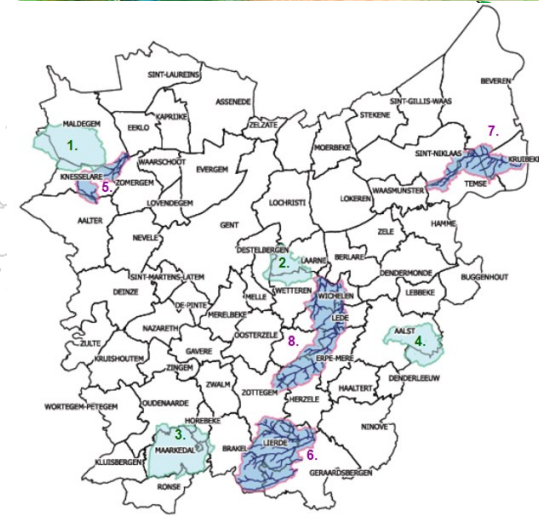 BEVEREN
SINT-LAUREINS
ASSENEDE
SINT-GILLIS-WAAS
STEKENE
KAPRIJKE
MALDEGEM
EEKLO
ZELZATE
7.
1.
MOERBEKE
SINT-NIKLAAS
KRUIBEKE
WAARSCHOOT
EVERGEM
KNESSELARE
5.
ZOMERGEM
TEMSE
WAASMUNSTER
LOVENDEGEM
LOCHRISTI
LOKEREN
AALTER
GENT
HAMME
ZELE
NEVELE
DESTELBERGEN
2.
LAARNE
BERLARE
DENDERMONDE
BUGGENHOUT
SINT-MARTENS-LATEM
DEINZE
WETTEREN
WICHELEN
LEBBEKE
MELLE
DE-PINTE
MERELBEKE
LEDE
NAZARETH
OOSTERZELE
8.
AALST
4.
ZULTE
KRUISHOUTEM
GAVERE
ERPE-MERE
ZINGEM
DENDERLEEUW
ZWALM
ZOTTEGEM
HAALTERT
HERZELE
WORTEGEM-PETEGEM
OUDENAARDE
HOREBEKE
NINOVE
3.
MAARKEDAL
BRAKEL
LIERDE
6.
KLUISBERGEN
GERAARDSBERGEN
RONSE